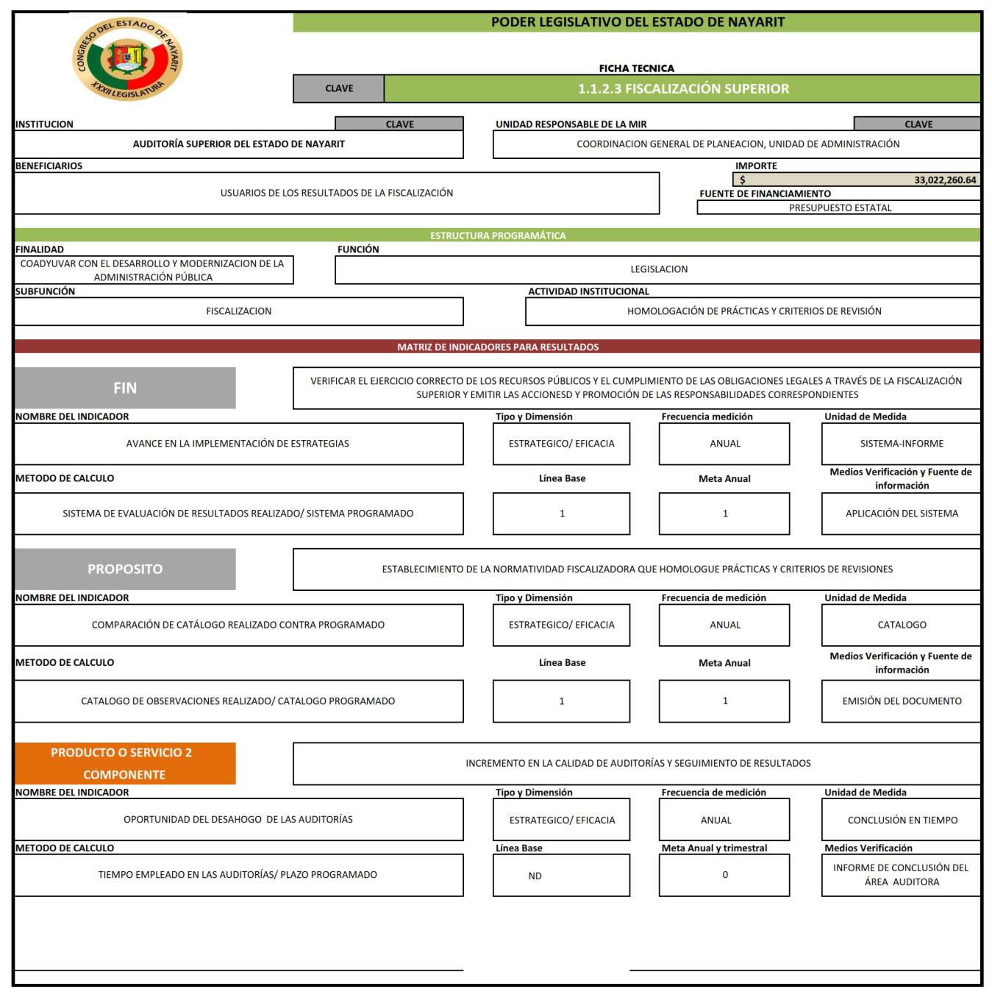 CONGRESO DEL ESTADO DE NAYARIT
XXXII LEGISLATURA
PODER LEGISLATIVO DEL ESTADO DE NAYARIT
FICHA TECNICA
CLAVE 1.1.2.3 FISCALIZACIÓN SUPERIOR
INSTITUCION CLAVE UNIDAD RESPONSABLE DE LA MIR CLAVE
AUDITORÍA SUPERIOR DEL ESTADO DE NAYARIT COORDINACION GENERAL DE PLANEACION, UNIDAD DE ADMINISTRACIÓN
BENEFICIARIOS IMPORTE
$ 33,022,260.64
USUARIOS DE LOS RESULTADOS DE LA FISCALIZACIÓN
FUENTE DE FINANCIAMIENTO
PRESUPUESTO ESTATAL
ESTRUCTURA PROGRAMÁTICA
FINALIDAD FUNCIÓN
COADYUVAR CON EL DESARROLLO Y MODERNIZACION DE LA
ADMINISTRACIÓN PÚBLICA
LEGISLACION
SUBFUNCIÓN ACTIVIDAD INSTITUCIONAL
FISCALIZACION HOMOLOGACIÓN DE PRÁCTICAS Y CRITERIOS DE REVISIÓN
MATRIZ DE INDICADORES PARA RESULTADOS
FIN
VERIFICAR EL EJERCICIO CORRECTO DE LOS RECURSOS PÚBLICOS Y EL CUMPLIMIENTO DE LAS OBLIGACIONES LEGALES A TRAVÉS DE LA FISCALIZACIÓN
SUPERIOR Y EMITIR LAS ACCIONESD Y PROMOCIÓN DE LAS RESPONSABILIDADES CORRESPONDIENTES
NOMBRE DEL INDICADOR Tipo y Dimensión Frecuencia medición Unidad de Medida
AVANCE EN LA IMPLEMENTACIÓN DE ESTRATEGIAS ESTRATEGICO/ EFICACIA ANUAL SISTEMA-INFORME
METODO DE CALCULO Línea Base Meta Anual Medios Verificación y Fuente de
información
SISTEMA DE EVALUACIÓN DE RESULTADOS REALIZADO/ SISTEMA PROGRAMADO 1 1 APLICACIÓN DEL SISTEMA
PROPOSITO ESTABLECIMIENTO DE LA NORMATIVIDAD FISCALIZADORA QUE HOMOLOGUE PRÁCTICAS Y CRITERIOS DE REVISIONES
NOMBRE DEL INDICADOR Tipo y Dimensión Frecuencia de medición Unidad de Medida
COMPARACIÓN DE CATÁLOGO REALIZADO CONTRA PROGRAMADO ESTRATEGICO/ EFICACIA ANUAL CATALOGO
METODO DE CALCULO Línea Base Meta Anual Medios Verificación y Fuente de
información
CATALOGO DE OBSERVACIONES REALIZADO/ CATALOGO PROGRAMADO 1 1 EMISIÓN DEL DOCUMENTO
PRODUCTO O SERVICIO 2
COMPONENTE
INCREMENTO EN LA CALIDAD DE AUDITORÍAS Y SEGUIMIENTO DE RESULTADOS
NOMBRE DEL INDICADOR Tipo y Dimensión Frecuencia de medición Unidad de Medida
OPORTUNIDAD DEL DESAHOGO DE LAS AUDITORÍAS ESTRATEGICO/ EFICACIA ANUAL CONCLUSIÓN EN TIEMPO
METODO DE CALCULO Línea Base Meta Anual y trimestral Medios Verificación
TIEMPO EMPLEADO EN LAS AUDITORÍAS/ PLAZO PROGRAMADO ND 0 INFORME DE CONCLUSIÓN DEL
ÁREA AUDITORA